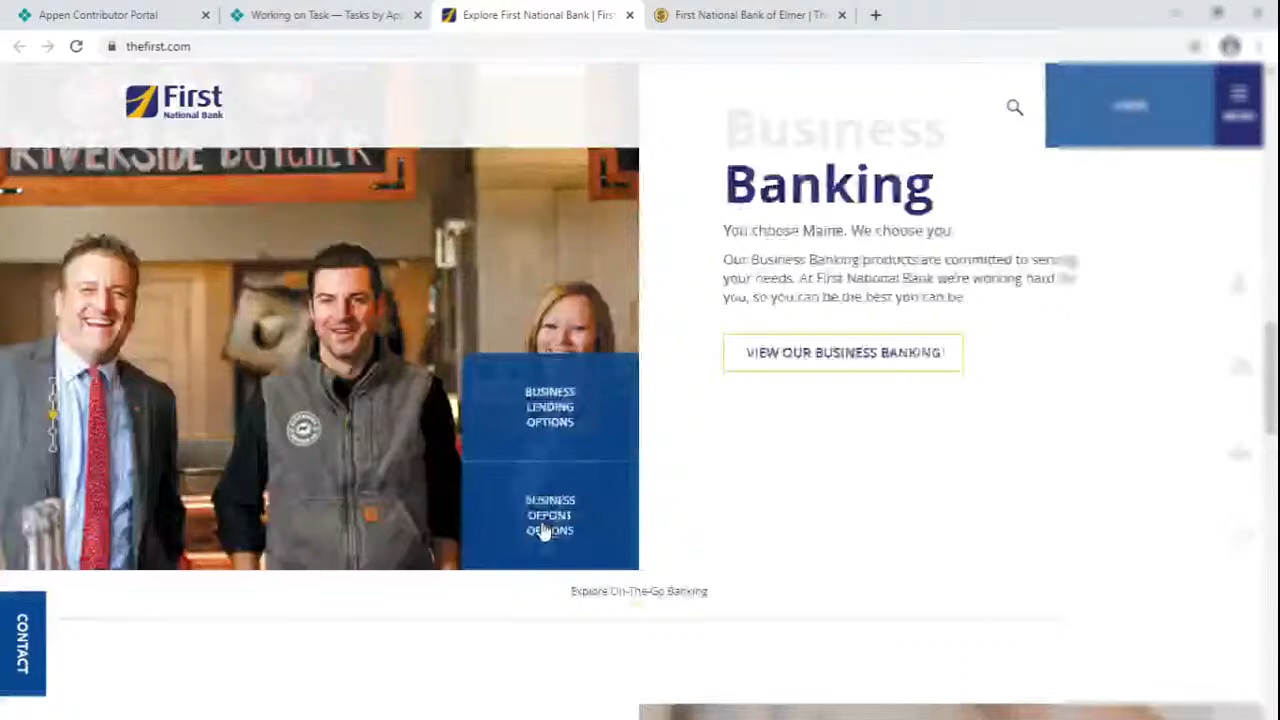 Appen Contributor Portal
Working on Task — Tasks by Ap
Explore First National Bank | Firs
First National Bank of Elmer | Th
thefirst.com
First
National Bank
RIVERSIDE BUTCHER
Business
Banking
You choose Maine. We choose you.
Our Business Banking products are committed to serving
your needs. At First National Bank we're working hard for
you, so you can be the best you can be.
VIEW OUR BUSINESS BANKING
BUSINESS
LENDING
OPTIONS
BUSINESS
DEPOSIT
OPTIONS
Explore On-The-Go Banking
CONTACT